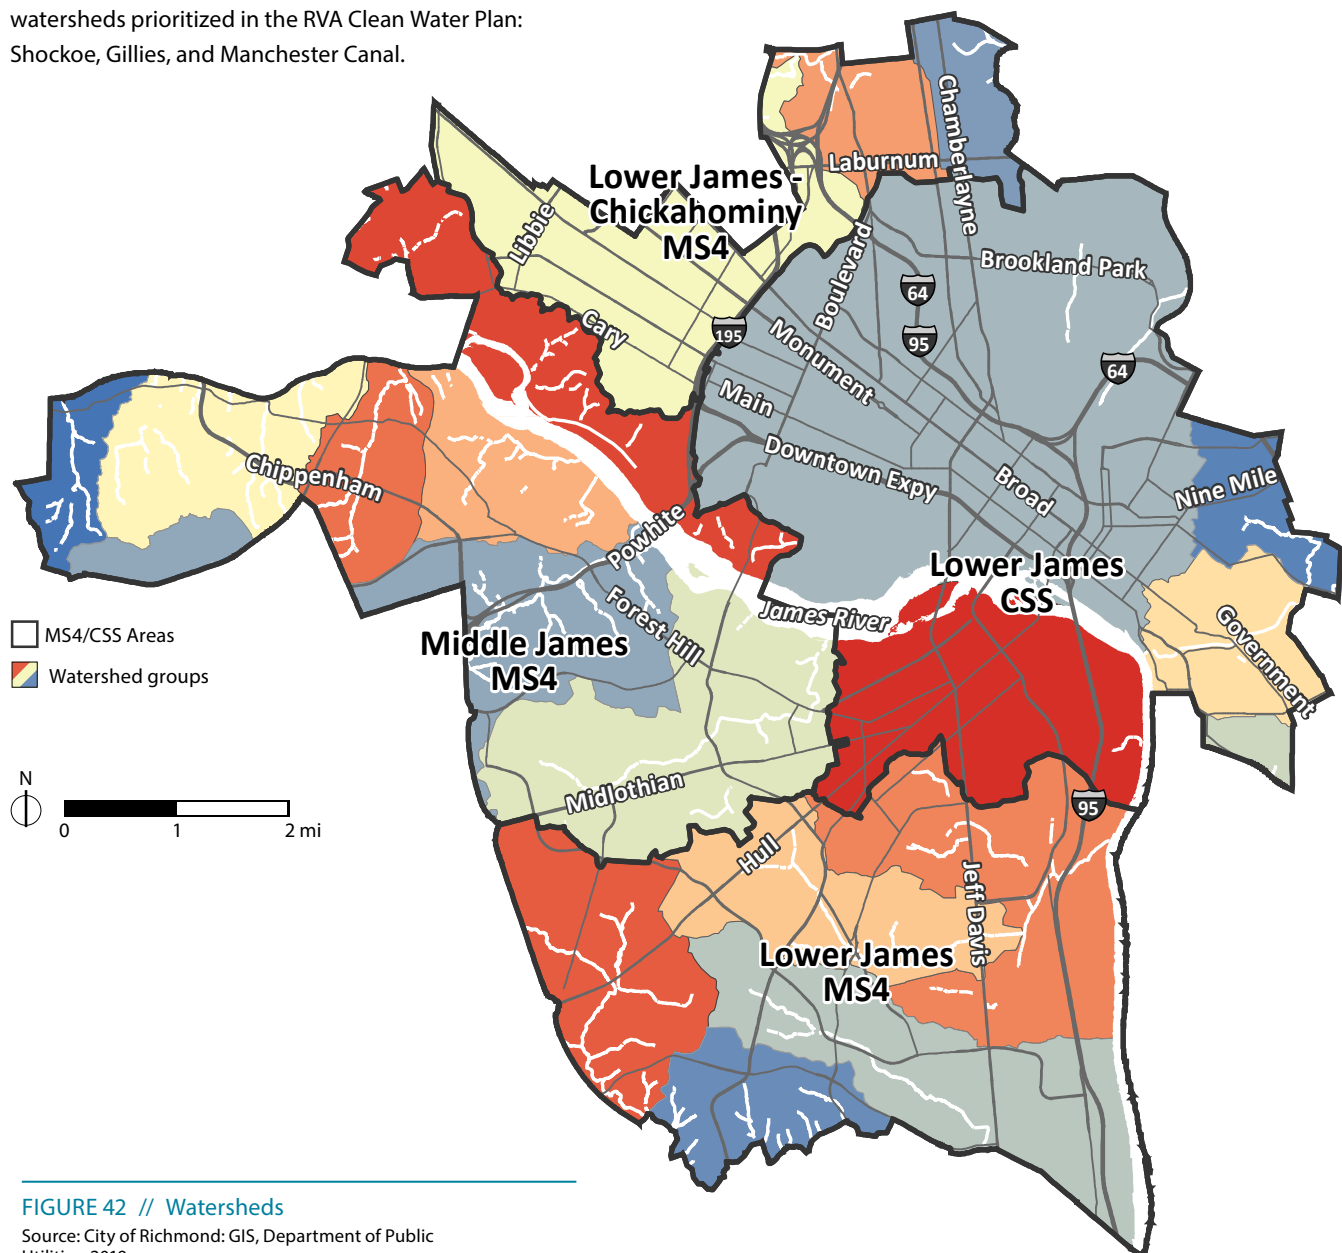 watersheds prioritized in the RVA Clean Water Plan:
Shockoe, Gillies, and Manchester Canal.
Chamberlayne
Laburnum
Lower James -
Chickahominy
MS4
Libbie
Boulevard
Brookland Park
64
95
195
Cary
Monument
64
Main
Downtown Expy
Broad
Nine Mile
Chippenham
Powhite
Lower James
CSS
James River
Forest Hill
Government
MS4/CSS Areas
Watershed groups
Middle James
MS4
N
0 1 2 mi
Midlothian
95
Hull
Jeff Davis
Lower James
MS4
FIGURE 42 // Watersheds
Source: City of Richmond: GIS, Department of Public